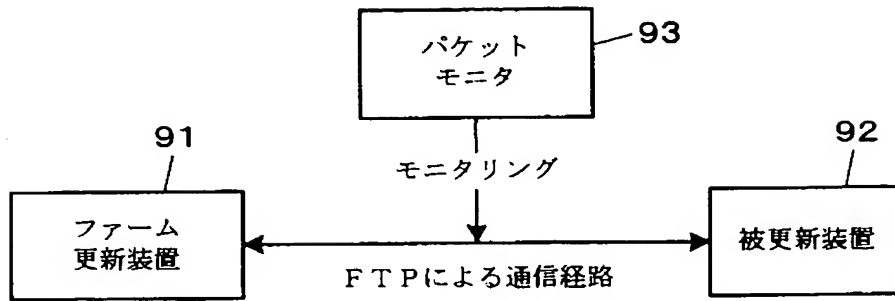 パケット
モニタ
93
91
モニタリング
92
ファーム
更新装置
被更新装置
ＦＴＰによる通信経路